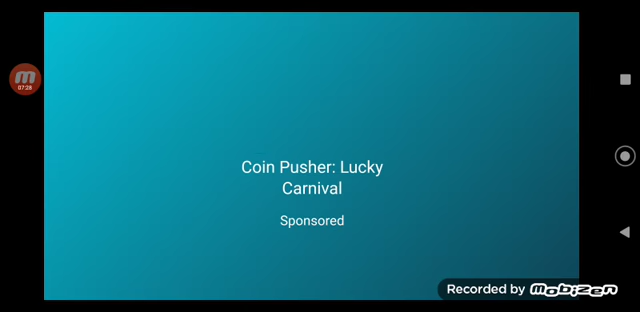 07:28
Coin Pusher: Lucky
Carnival
Sponsored
Recorded by Mobizen